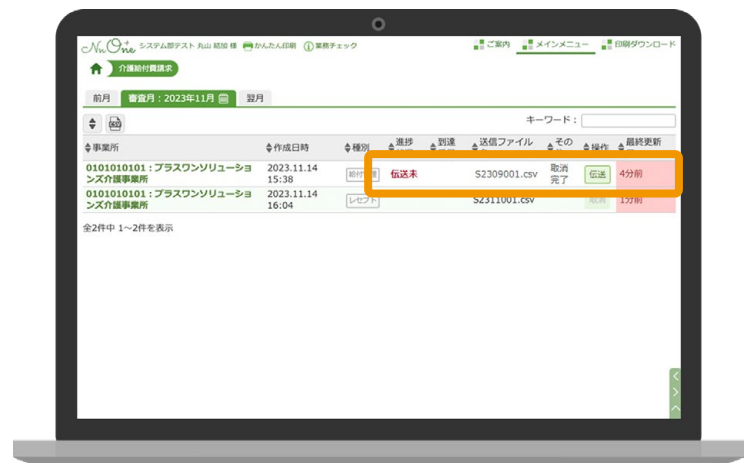 NuOne+ システム部テスト 丸山 結加 様 かんたん印刷 業務チェック ご案内 メインメニュー 印刷ダウンロード
介護給付費請求
前月 審査月：2023年11月 翌月
CSV キーワード：
事業所 作成日時 種別 進捗 到達 送信ファイル その 操作 最終更新
0101010101：プラスワンソリューショ 2023.11.14 伝送未 S2309001.csv 取消 伝送 4分前
ンズ介護事業所 15:38 完了
0101010101：プラスワンソリューショ 2023.11.14 レセプト S2311001.csv 取消 1分前
ンズ介護事業所 16:04
全2件中 1～2件を表示